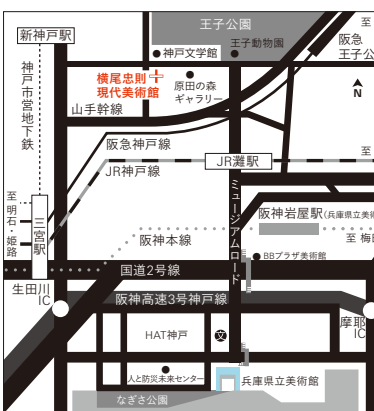 王子公園
新神戸駅
至
神戸文学館
王子動物園
阪急
王子公
横尾忠則
現代美術館
原田の森
ギャラリー
N
神戸市営地下鉄
山手幹線
阪急神戸線
至
JR灘駅
JR神戸線
ミュージアムロード
至
明石・姫路
三宮駅
阪神岩屋駅(兵庫県立美術
阪神本線
至 梅田
BBプラザ美術館
国道2号線
生田川
IC
阪神高速3号神戸線
摩耶
IC
HAT神戸
文
人と防災未来センター
兵庫県立美術館
なぎさ公園